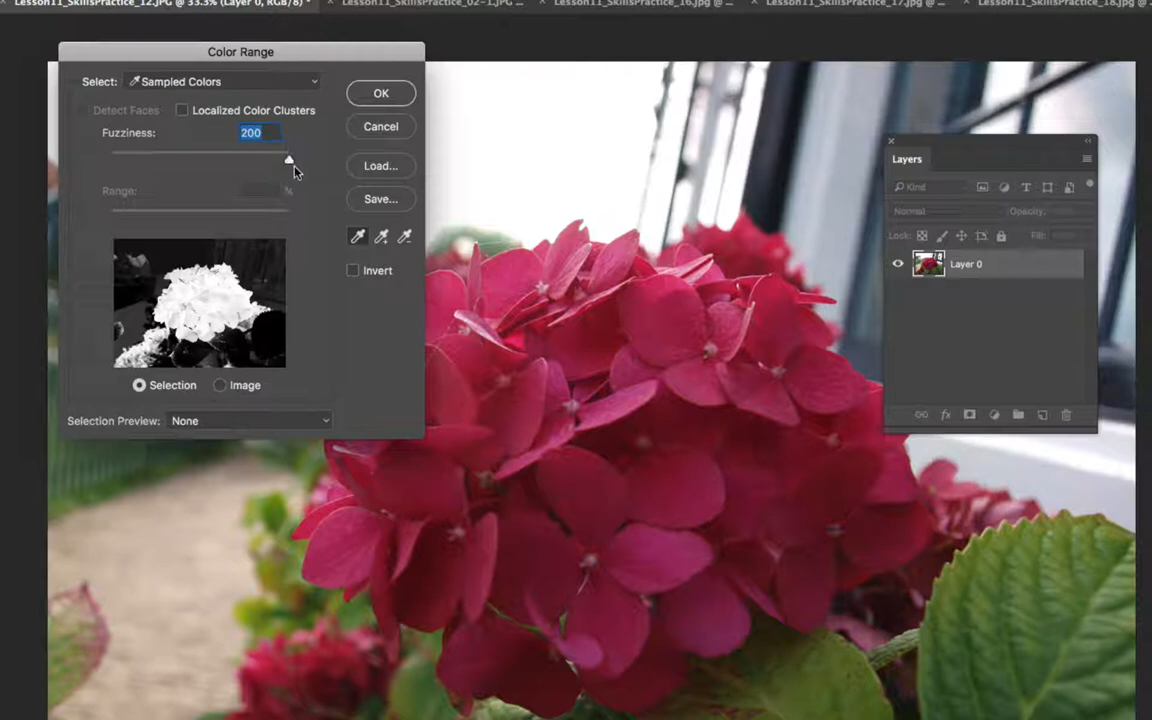 Lesson11_SkillsPractice_12.JPG @ 33.3% (Layer 0, RGB/8) *
Lesson11_SkillsPractice_02-1.JPG ...
Lesson11_SkillsPractice_16.jpg @ ...
Lesson11_SkillsPractice_17.jpg @ ...
Lesson11_SkillsPractice_18.jpg @ ...
Color Range
Select: Sampled Colors
Detect Faces
Localized Color Clusters
Fuzziness: 200
Range: %
OK
Cancel
Load...
Save...
Invert
Selection
Image
Selection Preview: None
Layers
Kind
Normal
Opacity:
Lock:
Fill:
Layer 0